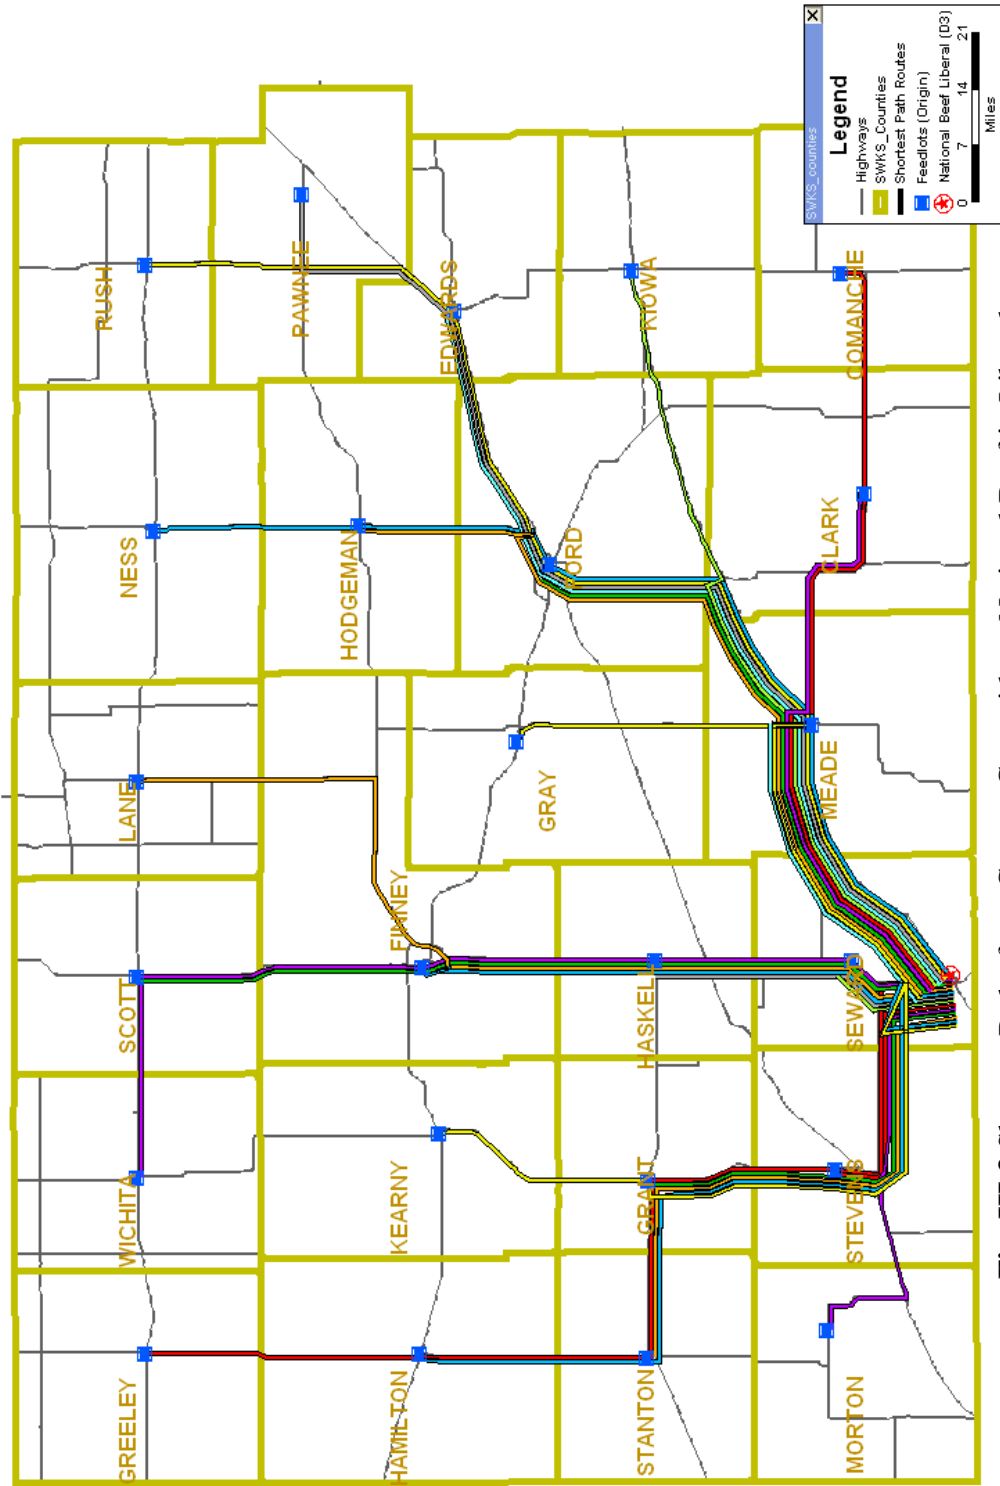 GREELEY
WICHITA
SCOTT
LANE
NESS
RUSH
HAMILTON
KEARNY
FINNEY
HODGEMAN
PAWNEE
STANTON
GRANT
HASKELL
GRAY
FORD
EDWARDS
KIOWA
MORTON
STEVENS
SEWARD
MEADE
CLARK
COMANCHE
SWKS_counties
Legend
Highways
SWKS_Counties
Shortest Path Routes
Feedlots (Origin)
National Beef Liberal (D3)
0 7 14 21
Miles